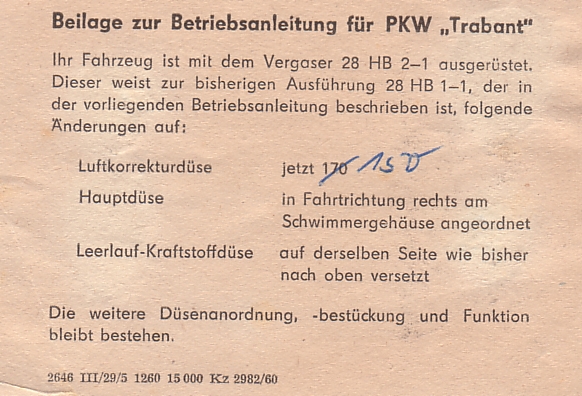 Beilage zur Betriebsanleitung für PKW „Trabant"
Ihr Fahrzeug ist mit dem Vergaser 28 HB 2–1 ausgerüstet.
Dieser weist zur bisherigen Ausführung 28 HB 1–1, der in
der vorliegenden Betriebsanleitung beschrieben ist, folgende
Änderungen auf:
Luftkorrekturdüse jetzt 170 150
Hauptdüse in Fahrtrichtung rechts am
Schwimmergehäuse angeordnet
Leerlauf-Kraftstoffdüse auf derselben Seite wie bisher
nach oben versetzt
Die weitere Düsenanordnung, -bestückung und Funktion
bleibt bestehen.
2646 III/29/5 1260 15 000 Kz 2982/60